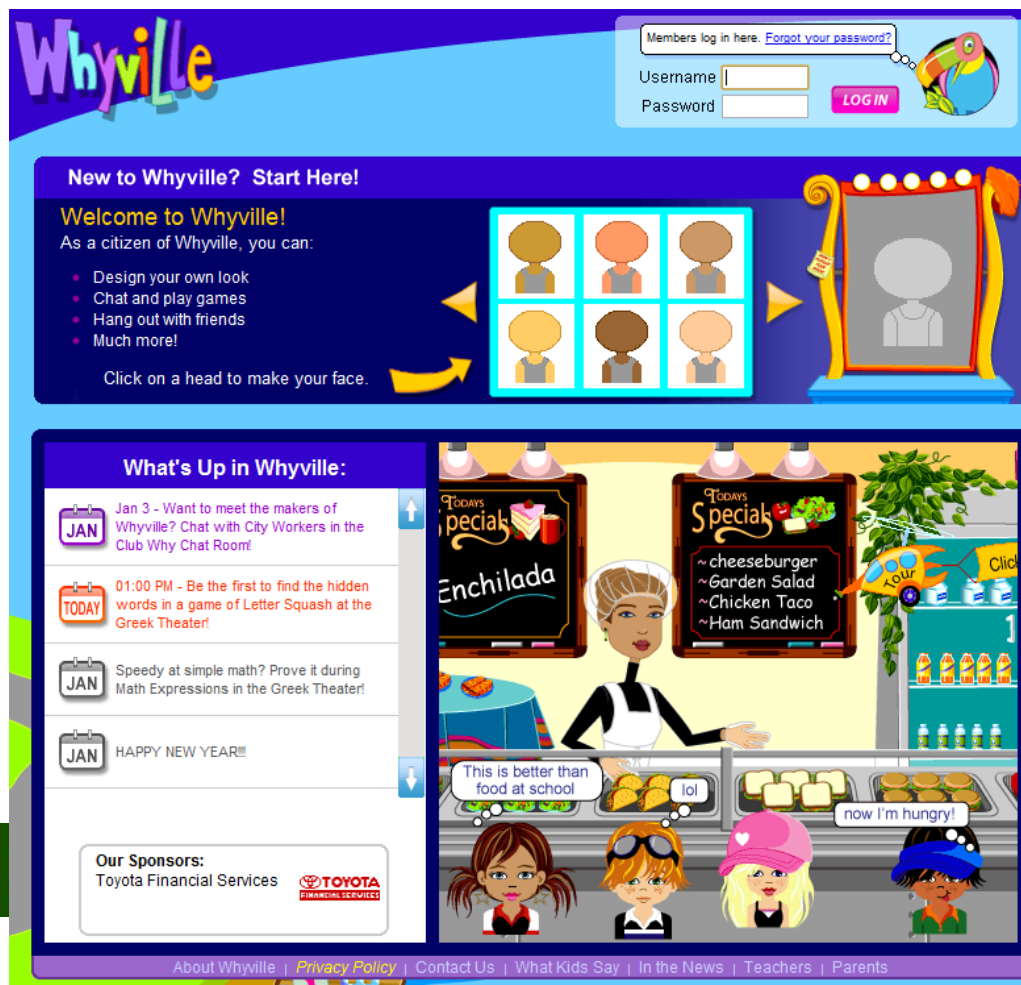 Whyville
Members log in here. Forgot your password?
Username
Password
LOG IN
New to Whyville? Start Here!
Welcome to Whyville!
As a citizen of Whyville, you can:
Design your own look
Chat and play games
Hang out with friends
Much more!
Click on a head to make your face.
What's Up in Whyville:
JAN
Jan 3 - Want to meet the makers of
Whyville? Chat with City Workers in the
Club Why Chat Room!
TODAY
01:00 PM - Be the first to find the hidden
words in a game of Letter Squash at the
Greek Theater!
JAN
Speedy at simple math? Prove it during
Math Expressions in the Greek Theater!
JAN
HAPPY NEW YEAR!!!
Our Sponsors:
Toyota Financial Services
TOYOTA
FINANCIAL SERVICES
TODAYS
Specials
Enchilada
TODAYS
Specials
~cheeseburger
~Garden Salad
~Chicken Taco
~Ham Sandwich
Tour
Clic
1
This is better than
food at school
lol
now I'm hungry!
About Whyville | Privacy Policy | Contact Us | What Kids Say | In the News | Teachers | Parents